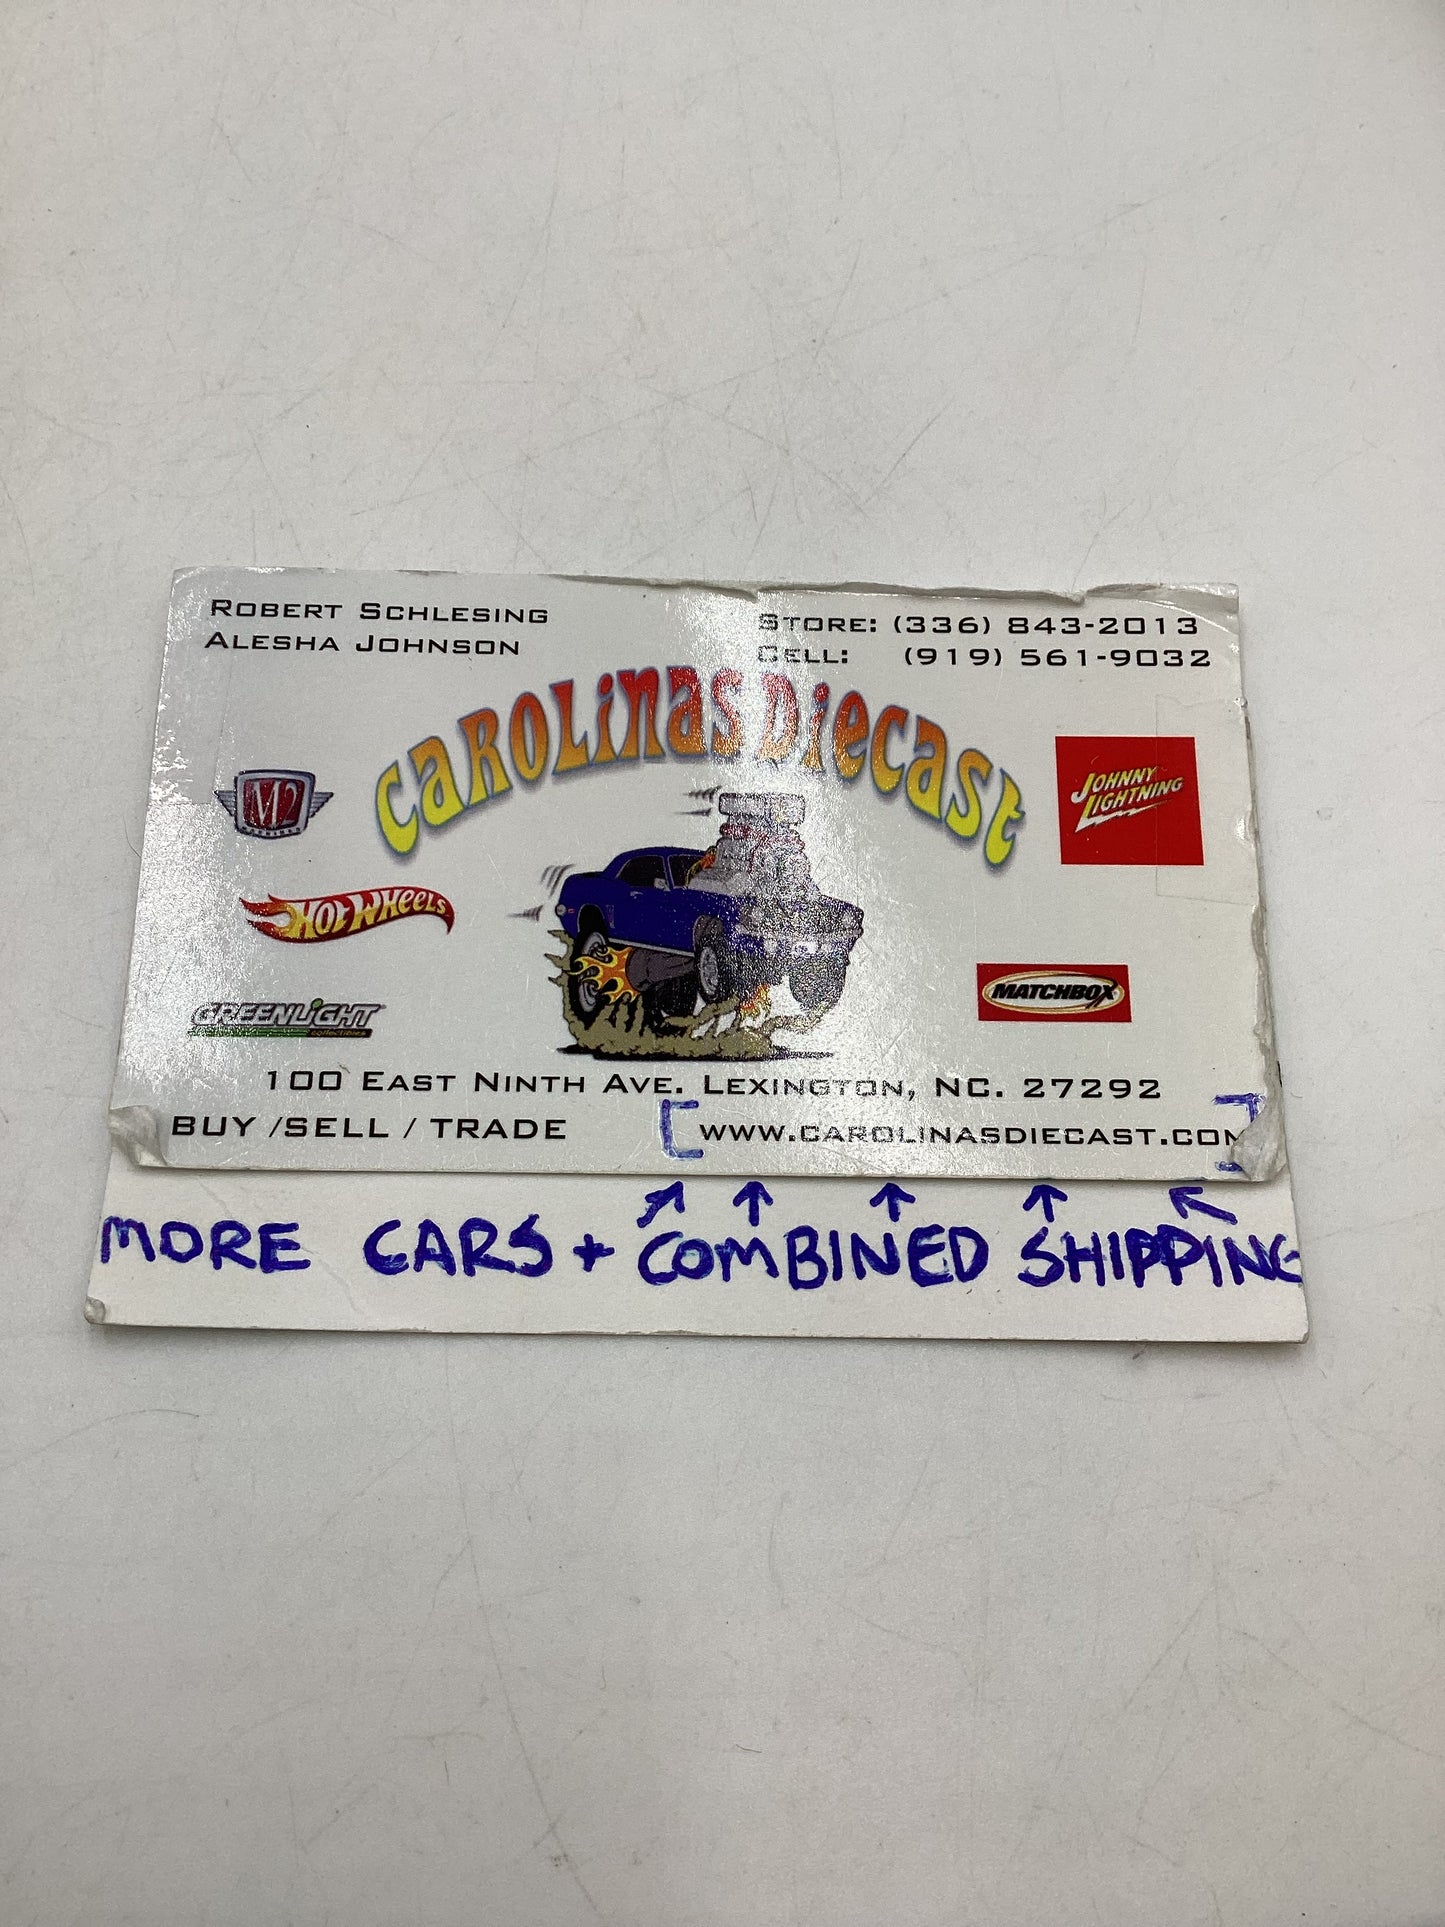 Robert Schlesing
Alesha Johnson
Store: (336) 843-2013
Cell: (919) 561-9032
Carolinas Diecast
M2
MACHINES
Johnny Lightning
Hot Wheels
Matchbox
GREENLiGHT
collectibles
100 East Ninth Ave. Lexington, NC. 27292
BUY /SELL / TRADE
[ www.carolinasdiecast.com ]
↗ ↑ ↑ ↑ ↖
MORE CARS + COMBINED SHIPPING